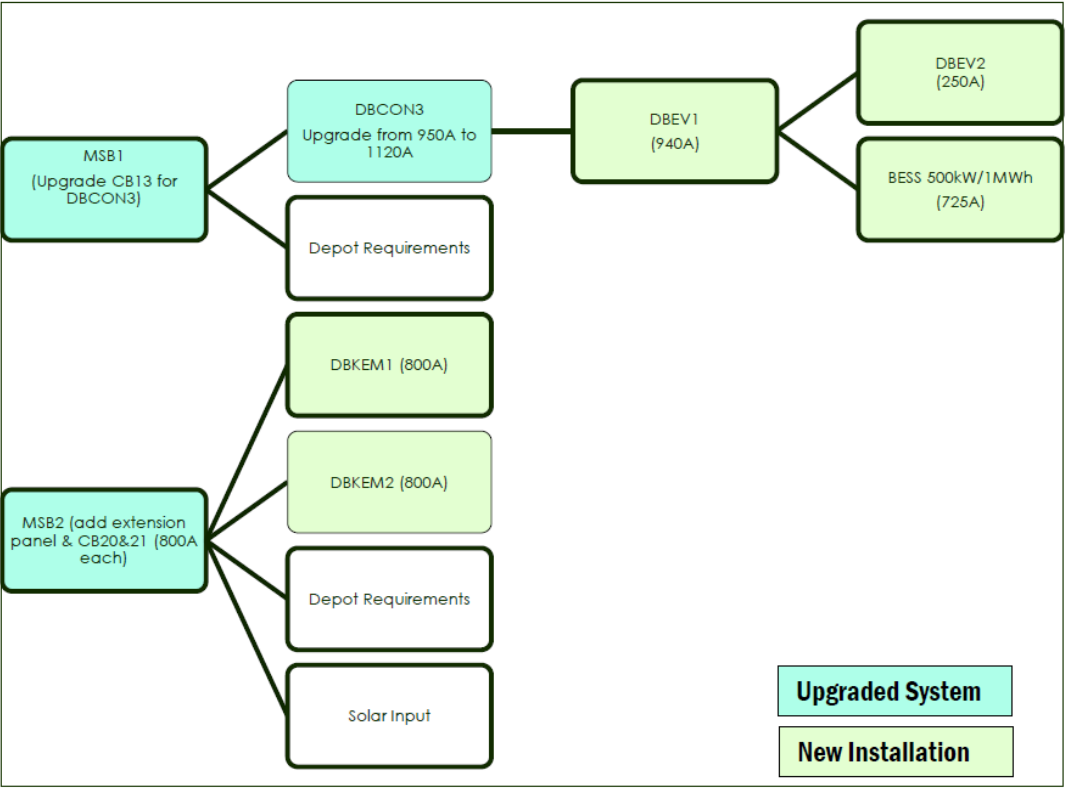 MSB1
(Upgrade CB13 for
DBCON3)
DBCON3
Upgrade from 950A to
1120A
DBEV1
(940A)
DBEV2
(250A)
BESS 500kW/1MWh
(725A)
Depot Requirements
MSB2 (add extension
panel & CB20&21 (800A
each)
DBKEM1 (800A)
DBKEM2 (800A)
Depot Requirements
Solar Input
Upgraded System
New Installation